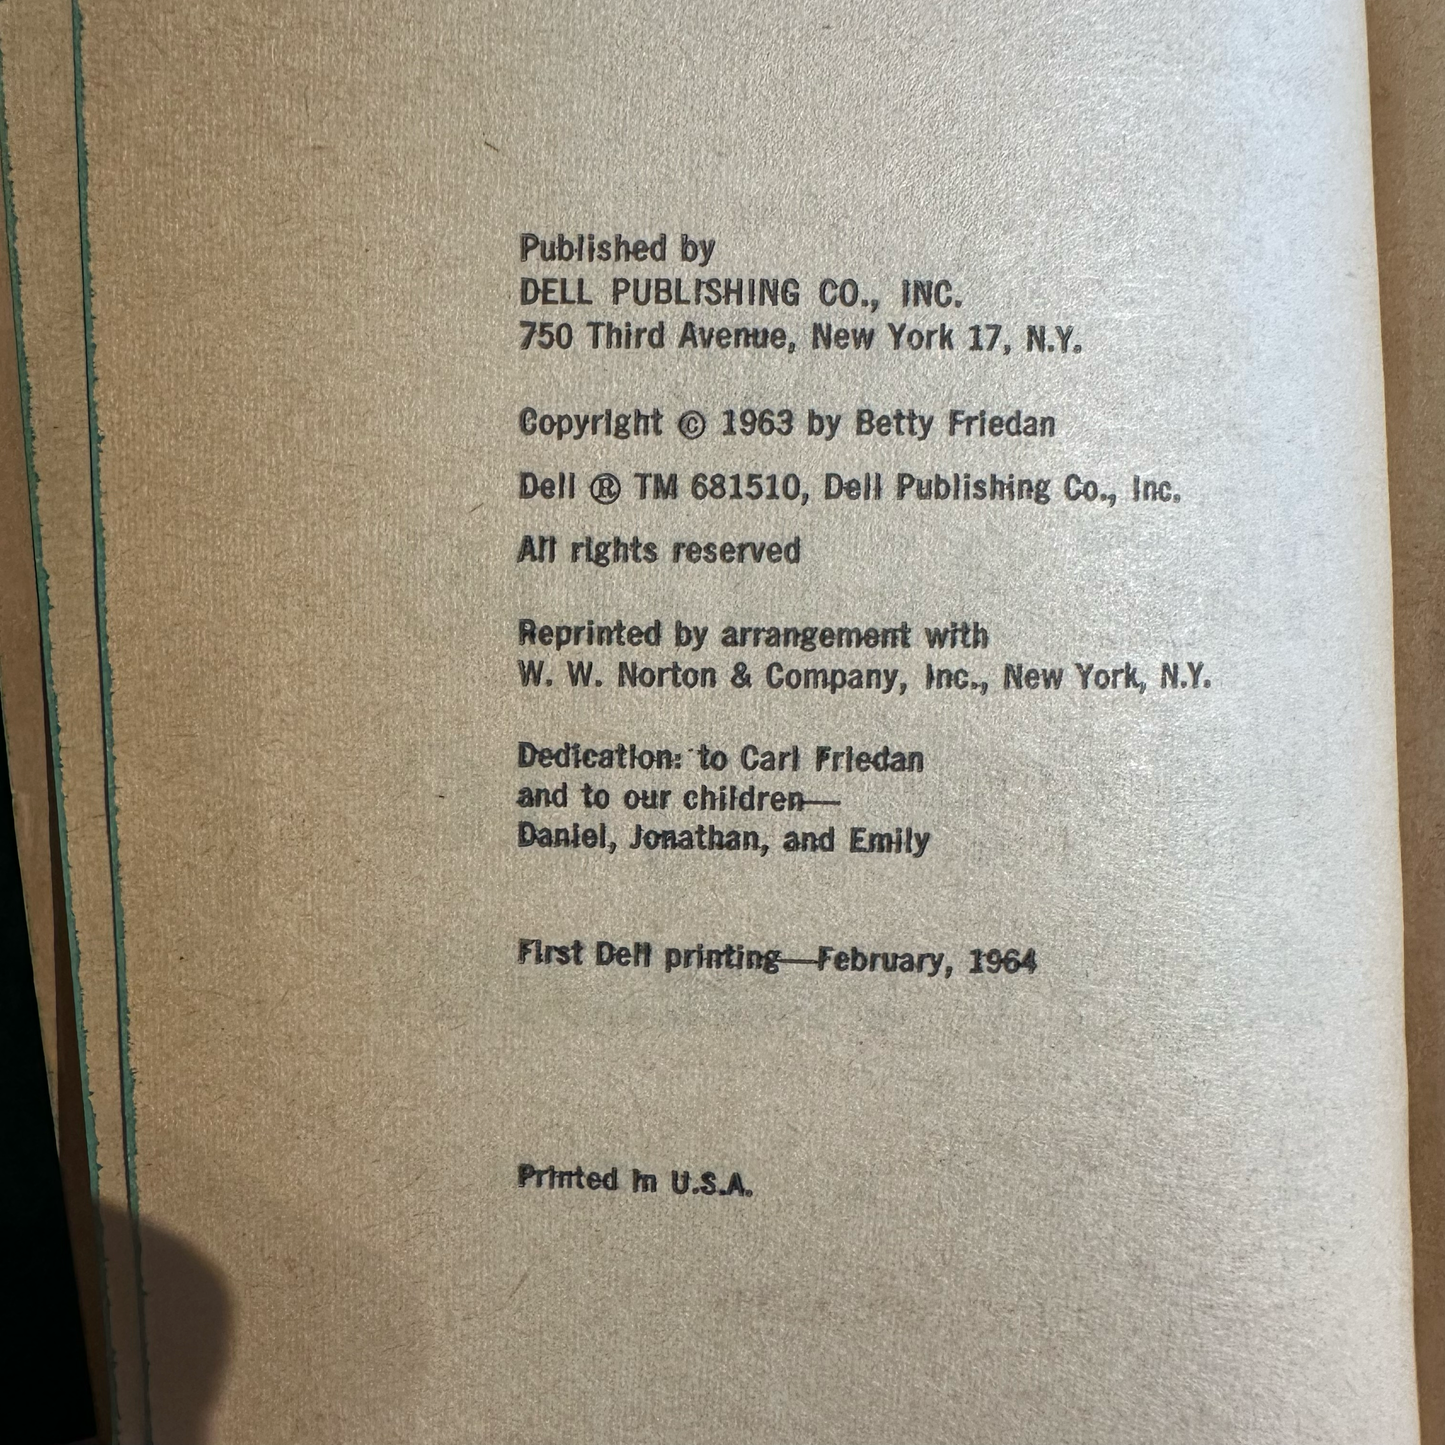 Published by
DELL PUBLISHING CO., INC.
750 Third Avenue, New York 17, N.Y.
Copyright © 1963 by Betty Friedan
Dell ® TM 681510, Dell Publishing Co., Inc.
All rights reserved
Reprinted by arrangement with
W. W. Norton & Company, Inc., New York, N.Y.
Dedication: to Carl Friedan
and to our children—
Daniel, Jonathan, and Emily
First Dell printing—February, 1964
Printed in U.S.A.